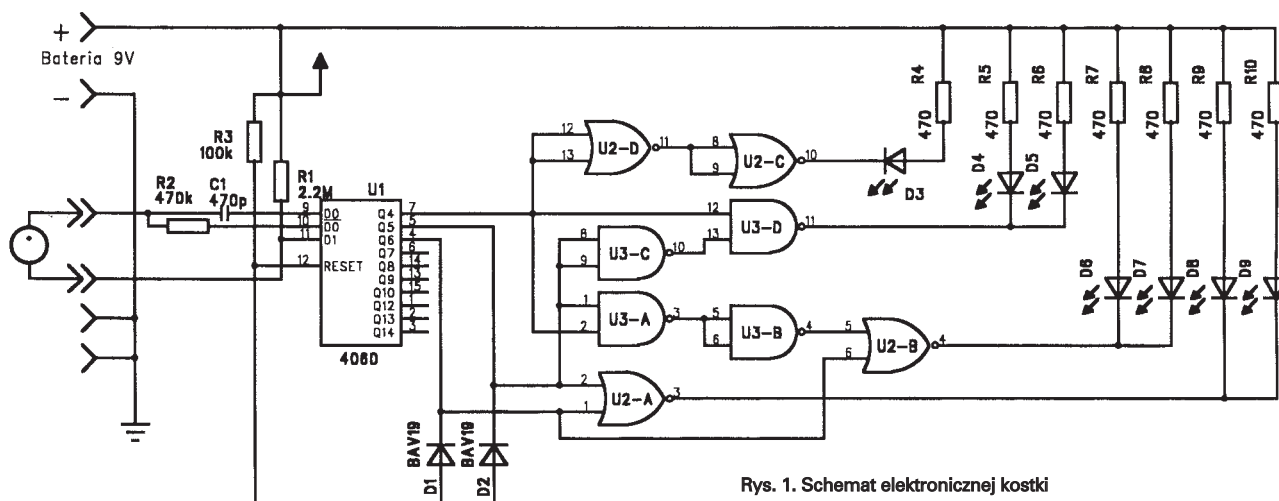 +
Bateria 9V
-
R3
100k
R2
470k
C1
470p
R1
2.2M
U1
9
10
11
12
D0
D0
D1
RESET
Q4
Q5
Q6
Q7
Q8
Q9
Q10
Q12
Q13
Q14
7
5
4
6
14
13
15
1
2
3
4060
12
13
U2-D
11
8
9
U2-C
10
D3
R4
470
R5
470
R6
470
R7
470
R8
470
R9
470
R10
470
D4
D5
12
13
U3-D
11
8
9
U3-C
10
1
2
U3-A
3
5
6
U3-B
4
5
6
U2-B
4
2
1
U2-A
3
D6
D7
D8
D9
BAV19
D1
BAV19
D2
Rys. 1. Schemat elektronicznej kostki